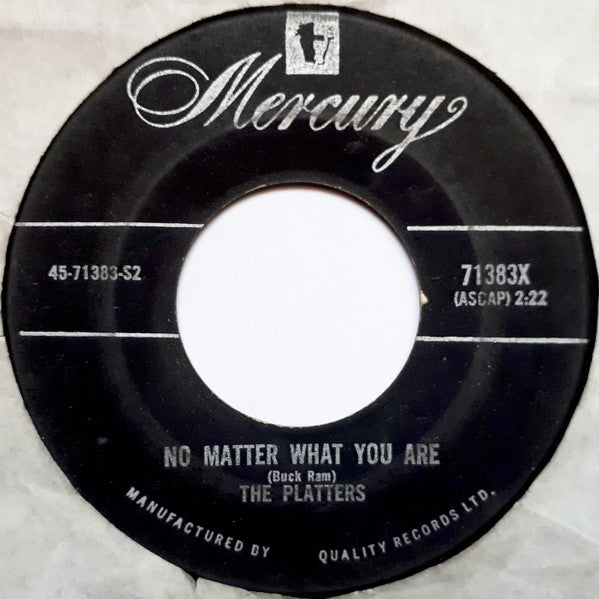 Mercury
45-71383-S2
71383X
(ASCAP) 2:22
NO MATTER WHAT YOU ARE
(Buck Ram)
THE PLATTERS
MANUFACTURED BY QUALITY RECORDS LTD.